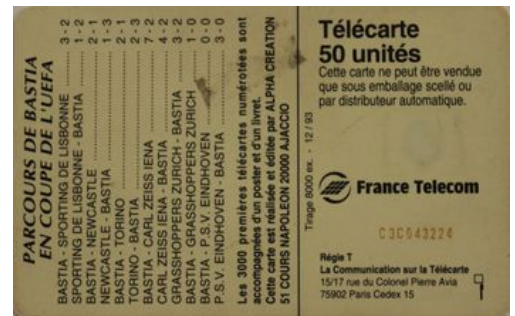 PARCOURS DE BASTIA
EN COUPE DE L'UEFA
BASTIA - SPORTING DE LISBONNE ........ 3 - 2
SPORTING DE LISBONNE - BASTIA ........ 1 - 2
BASTIA - NEWCASTLE ........ 2 - 1
NEWCASTLE - BASTIA ........ 1 - 3
BASTIA - TORINO ........ 2 - 1
TORINO - BASTIA ........ 2 - 3
BASTIA - CARL ZEISS IENA ........ 7 - 2
CARL ZEISS IENA - BASTIA ........ 4 - 2
GRASSHOPPERS ZURICH - BASTIA ........ 3 - 2
BASTIA - GRASSHOPPERS ZURICH ........ 1 - 0
BASTIA - P.S.V. EINDHOVEN ........ 0 - 0
P.S.V. EINDHOVEN - BASTIA ........ 3 - 0
Les 3000 premières télécartes numérotées sont
accompagnées d'un poster et d'un livret.
Cette carte est réalisée et éditée par ALPHA CREATION
51 COURS NAPOLEON 20000 AJACCIO
Tirage 8000 ex. - 12 / 93
Télécarte
50 unités
Cette carte ne peut être vendue
que sous emballage scellé ou
par distributeur automatique.
France Telecom
C3C943224
Régie T
La Communication sur la Télécarte
15/17 rue du Colonel Pierre Avia
75902 Paris Cedex 15